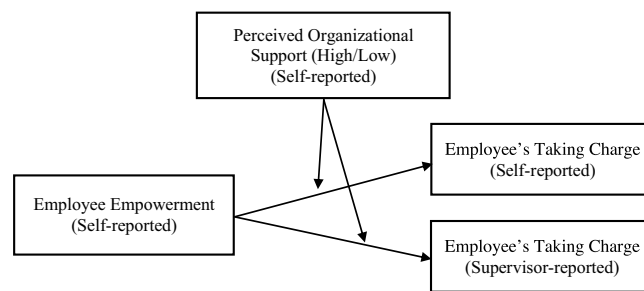 Perceived Organizational
Support (High/Low)
(Self-reported)
Employee’s Taking Charge
(Self-reported)
Employee Empowerment
(Self-reported)
Employee’s Taking Charge
(Supervisor-reported)